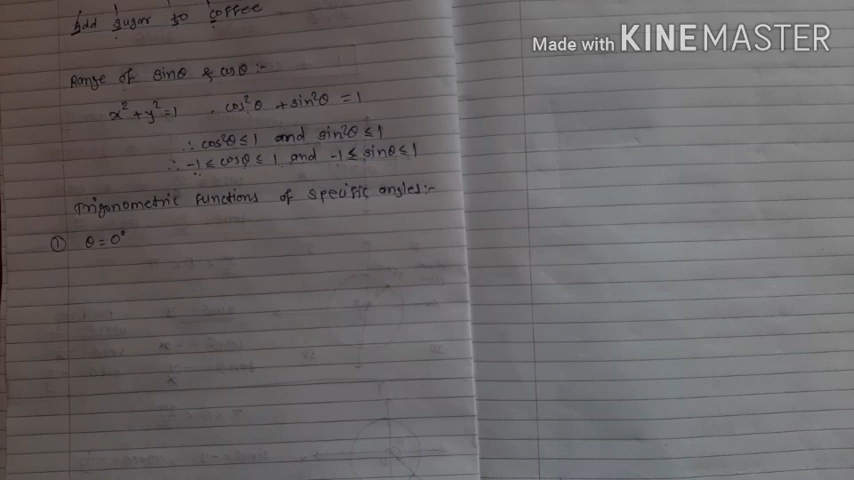 Add sugar to coffee
Made with KINEMASTER
Range of sinθ & cosθ :-
x² + y² = 1 . cos²θ + sin²θ = 1
∴ cos²θ ≤ 1 and sin²θ ≤ 1
∴ -1 ≤ cosθ ≤ 1 and -1 ≤ sinθ ≤ 1
Trigonometric functions of specific angles:-
① θ = 0°